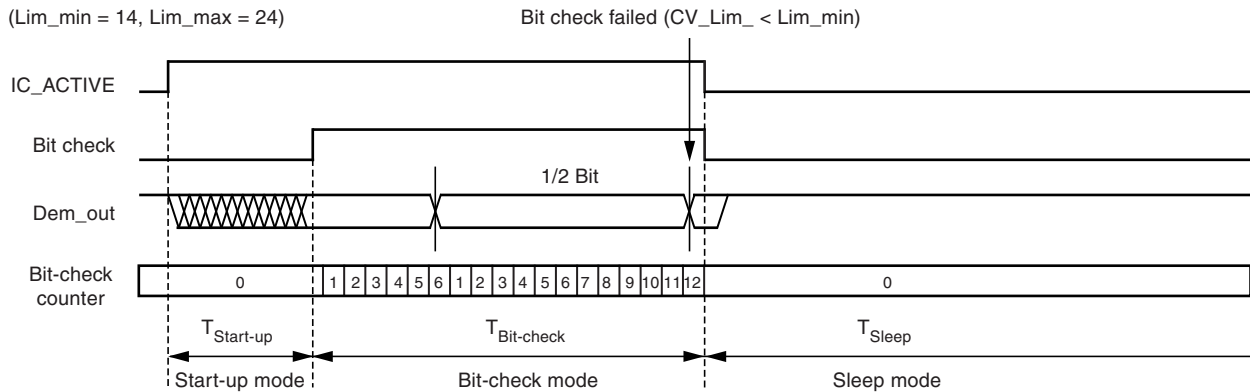 (Lim_min = 14, Lim_max = 24)
Bit check failed (CV_Lim_ < Lim_min)
IC_ACTIVE
Bit check
1/2 Bit
Dem_out
Bit-check
counter
0 1 2 3 4 5 6 1 2 3 4 5 6 7 8 9 10 11 12 0
TStart-up TBit-check TSleep
Start-up mode Bit-check mode Sleep mode